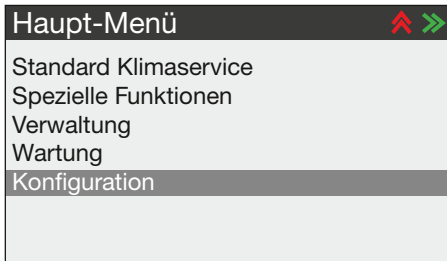 Haupt-Menü
Standard Klimaservice
Spezielle Funktionen
Verwaltung
Wartung
Konfiguration